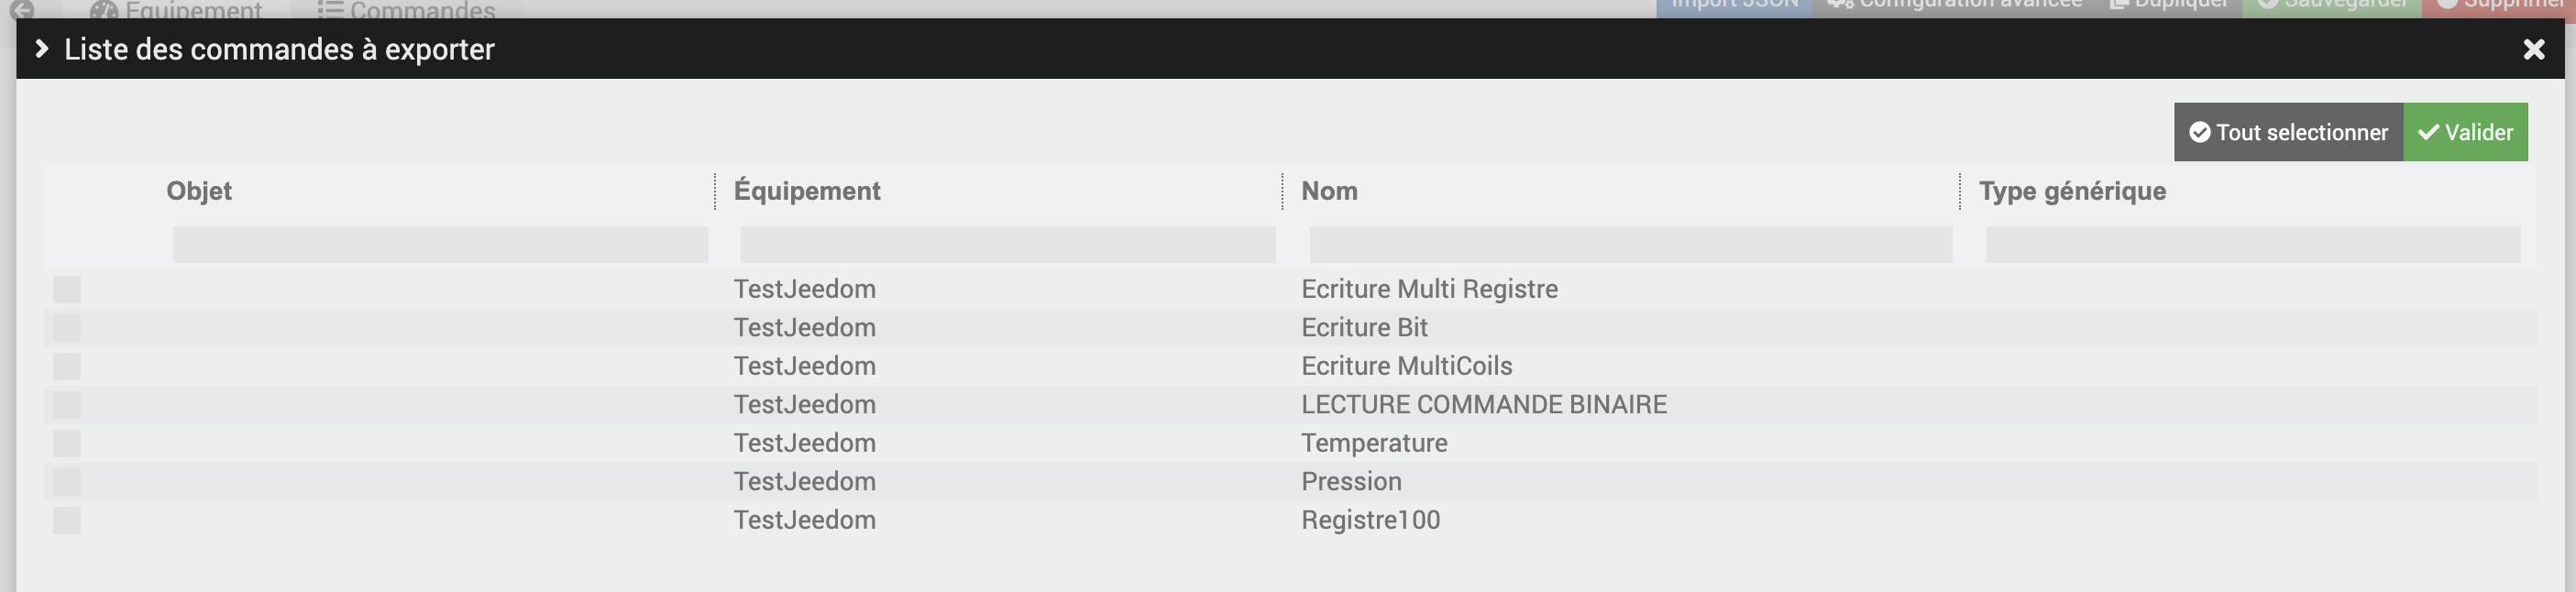 Equipement Commandes Import JSON Configuration avancée Dupliquer Sauvegarder Supprimer
Liste des commandes à exporter
Tout selectionner Valider
Objet Équipement Nom Type générique
TestJeedom Ecriture Multi Registre
TestJeedom Ecriture Bit
TestJeedom Ecriture MultiCoils
TestJeedom LECTURE COMMANDE BINAIRE
TestJeedom Temperature
TestJeedom Pression
TestJeedom Registre100